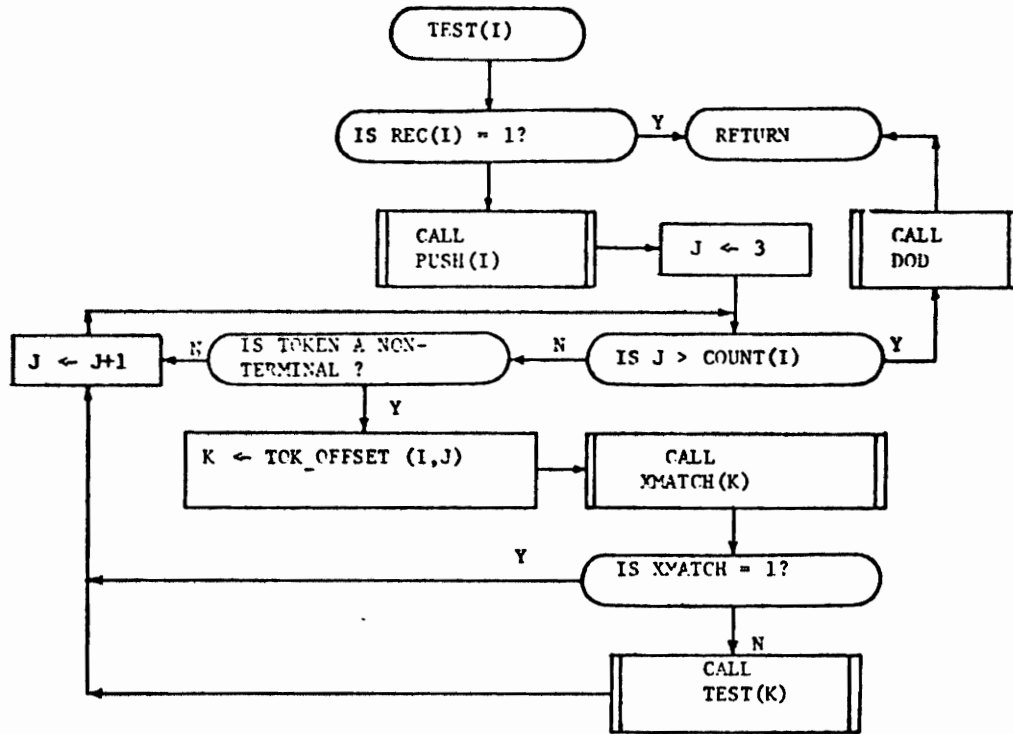 TEST(I)
IS REC(I) = 1?
Y
RETURN
CALL
PUSH(I)
J ← 3
CALL
DOD
J ← J+1
N
IS TOKEN A NON-
TERMINAL ?
N
IS J > COUNT(I)
Y
Y
K ← TOK_OFFSET (I,J)
CALL
XMATCH(K)
Y
IS XMATCH = 1?
N
CALL
TEST(K)